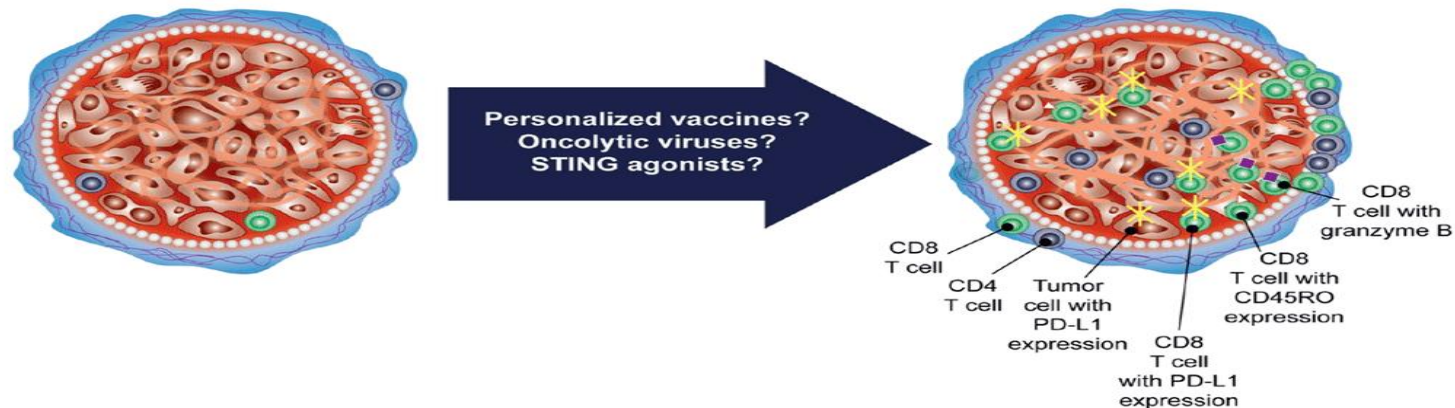 Personalized vaccines?
Oncolytic viruses?
STING agonists?
CD8
T cell
CD4
T cell
Tumor
cell with
PD-L1
expression
CD8
T cell
with PD-L1
expression
CD8
T cell with
CD45RO
expression
CD8
T cell with
granzyme B